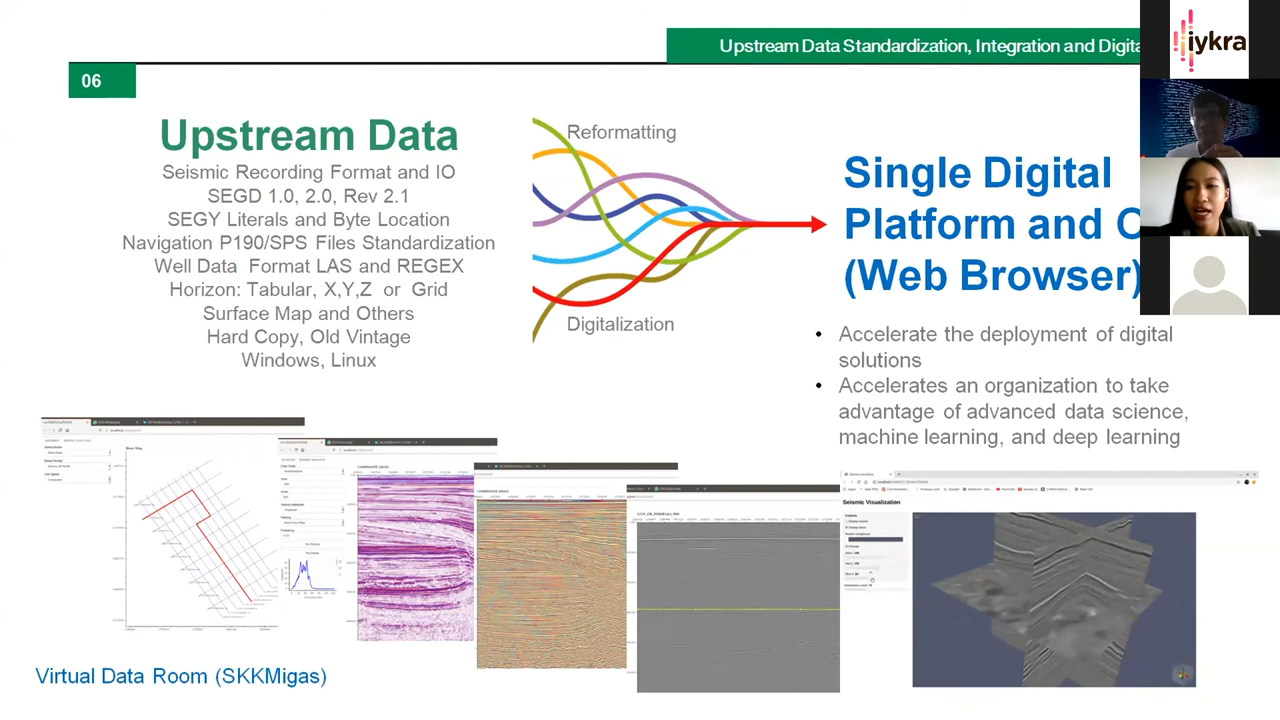 Upstream Data Standardization, Integration and Digita
iykra
06
Upstream Data
Seismic Recording Format and IO
SEGD 1.0, 2.0, Rev 2.1
SEGY Literals and Byte Location
Navigation P190/SPS Files Standardization
Well Data Format LAS and REGEX
Horizon: Tabular, X,Y,Z or Grid
Surface Map and Others
Hard Copy, Old Vintage
Windows, Linux
Reformatting
Digitalization
Single Digital
Platform and
(Web Browser)
• Accelerate the deployment of digital
solutions
• Accelerates an organization to take
advantage of advanced data science,
machine learning, and deep learning
COMPOSITE LINES
COMPOSITE LINES
Seismic Visualization
Virtual Data Room (SKKMigas)